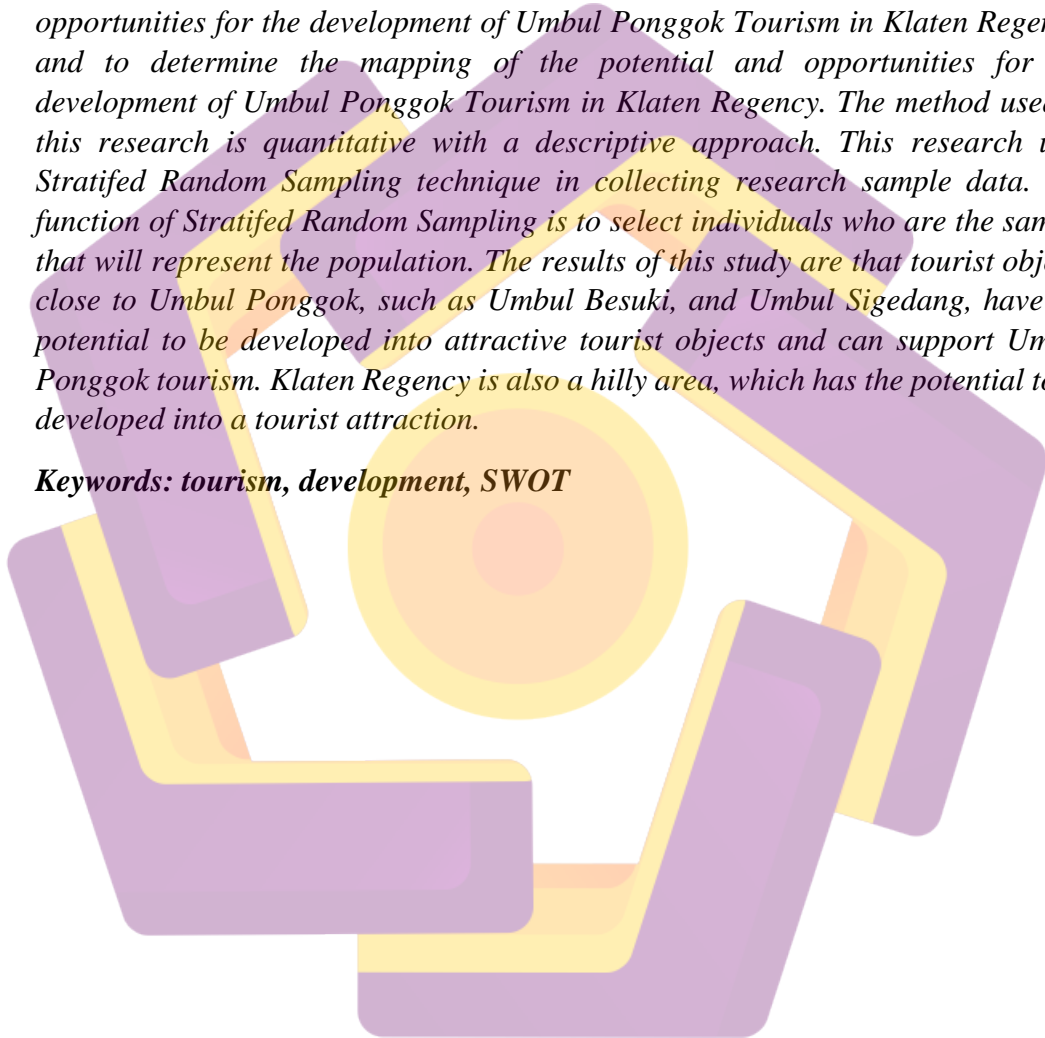 opportunities for the development of Umbul Ponggok Tourism in Klaten Regen
and to determine the mapping of the potential and opportunities for
development of Umbul Ponggok Tourism in Klaten Regency. The method used
this research is quantitative with a descriptive approach. This research u
Stratifed Random Sampling technique in collecting research sample data.
function of Stratifed Random Sampling is to select individuals who are the sam
that will represent the population. The results of this study are that tourist obj
close to Umbul Ponggok, such as Umbul Besuki, and Umbul Sigedang, have
potential to be developed into attractive tourist objects and can support Um
Ponggok tourism. Klaten Regency is also a hilly area, which has the potential to
developed into a tourist attraction.
Keywords: tourism, development, SWOT